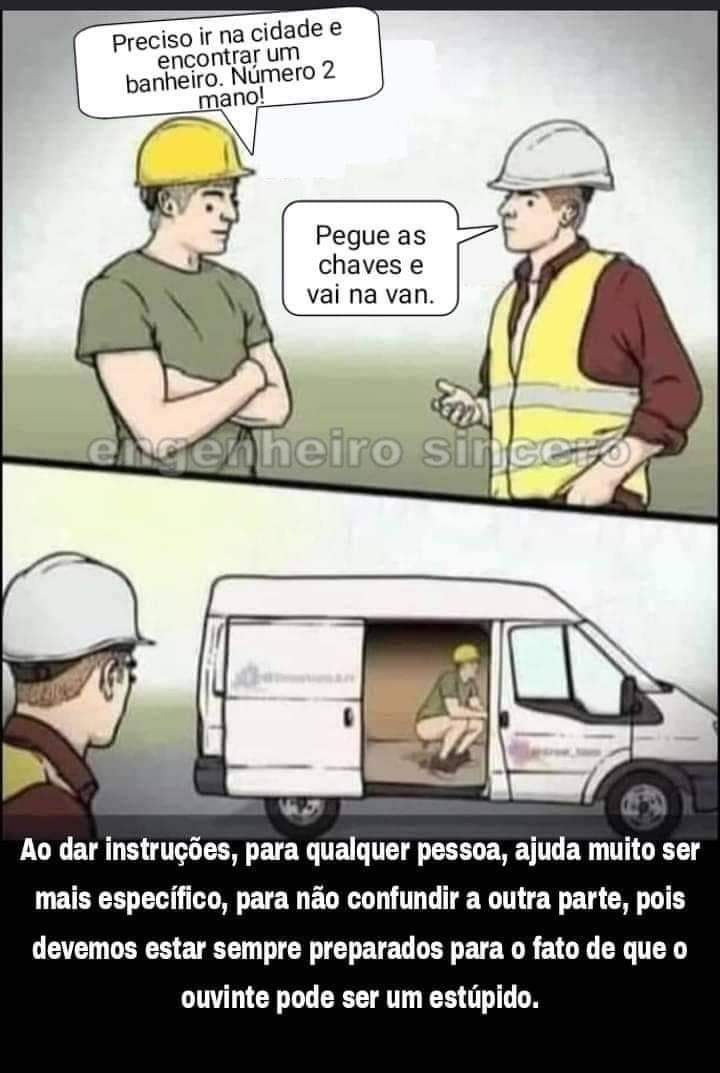 Preciso ir na cidade e
encontrar um
banheiro. Número 2
mano!
Pegue as
chaves e
vai na van.
engenheiro sincero
Ao dar instruções, para qualquer pessoa, ajuda muito ser
mais específico, para não confundir a outra parte, pois
devemos estar sempre preparados para o fato de que o
ouvinte pode ser um estúpido.